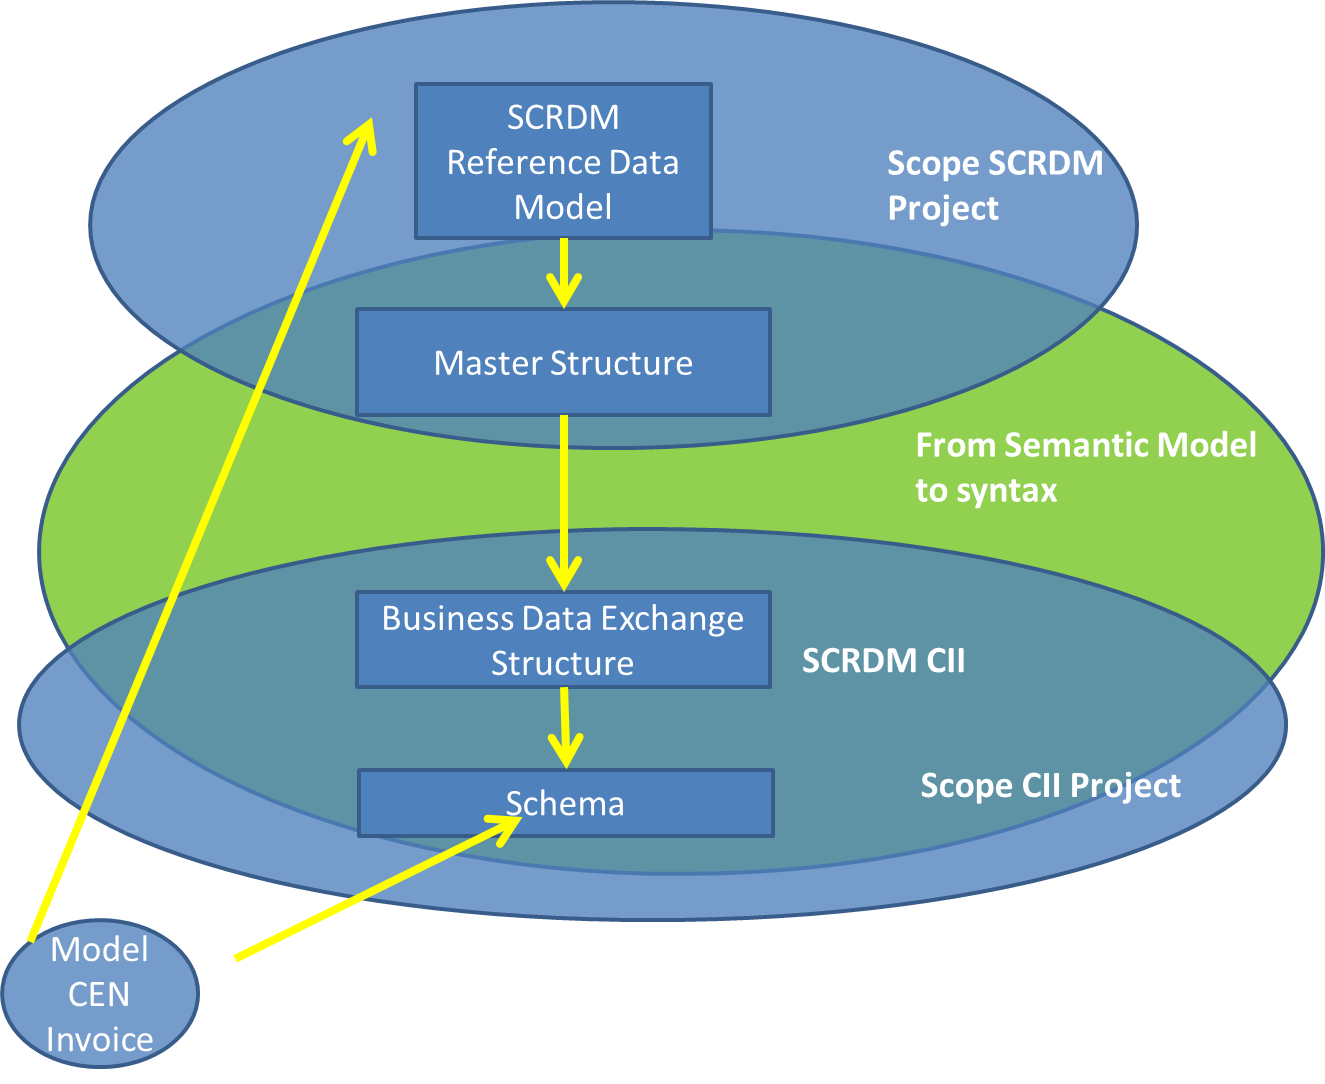 SCRDM
Reference Data
Model
Scope SCRDM
Project
Master Structure
From Semantic Model
to syntax
Business Data Exchange
Structure
SCRDM CII
Scope CII Project
Schema
Model
CEN
Invoice